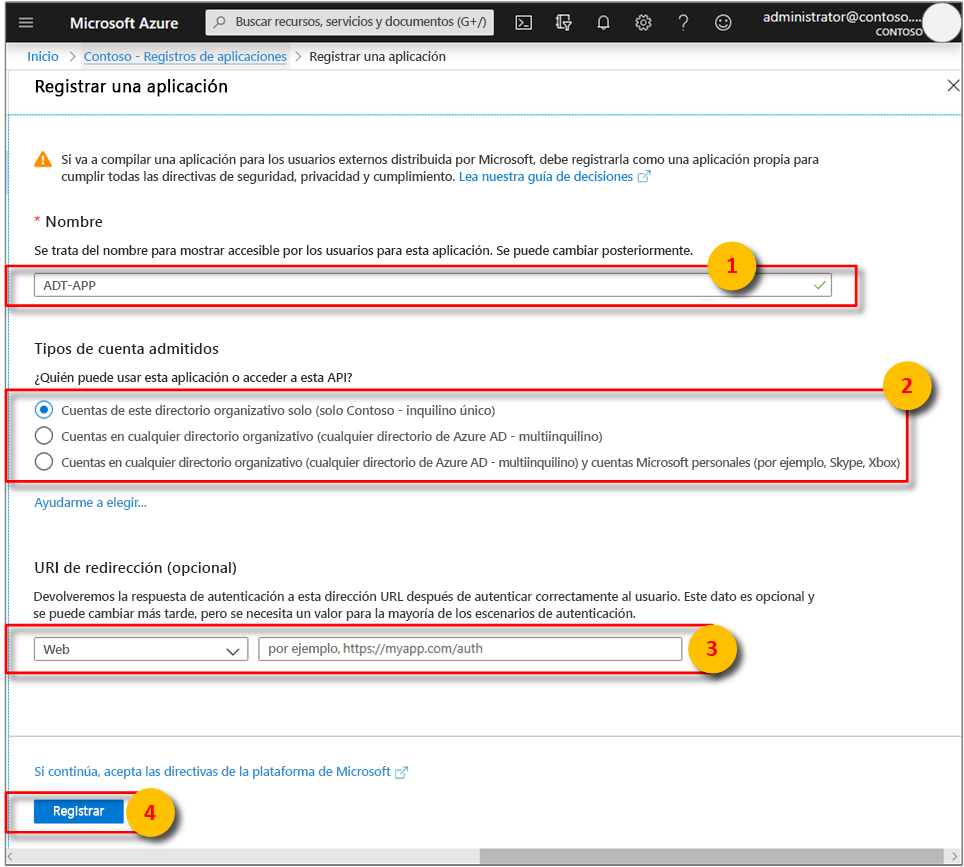 Microsoft Azure
Buscar recursos, servicios y documentos (G+/)
administrator@contoso....
CONTOSO
Inicio > Contoso - Registros de aplicaciones > Registrar una aplicación
Registrar una aplicación
Si va a compilar una aplicación para los usuarios externos distribuida por Microsoft, debe registrarla como una aplicación propia para
cumplir todas las directivas de seguridad, privacidad y cumplimiento. Lea nuestra guía de decisiones
* Nombre
Se trata del nombre para mostrar accesible por los usuarios para esta aplicación. Se puede cambiar posteriormente.
1
ADT-APP
Tipos de cuenta admitidos
¿Quién puede usar esta aplicación o acceder a esta API?
2
Cuentas de este directorio organizativo solo (solo Contoso - inquilino único)
Cuentas en cualquier directorio organizativo (cualquier directorio de Azure AD - multiinquilino)
Cuentas en cualquier directorio organizativo (cualquier directorio de Azure AD - multiinquilino) y cuentas Microsoft personales (por ejemplo, Skype, Xbox)
Ayudarme a elegir...
URI de redirección (opcional)
Devolveremos la respuesta de autenticación a esta dirección URL después de autenticar correctamente al usuario. Este dato es opcional y
se puede cambiar más tarde, pero se necesita un valor para la mayoría de los escenarios de autenticación.
Web
por ejemplo, https://myapp.com/auth
3
Si continúa, acepta las directivas de la plataforma de Microsoft
Registrar
4